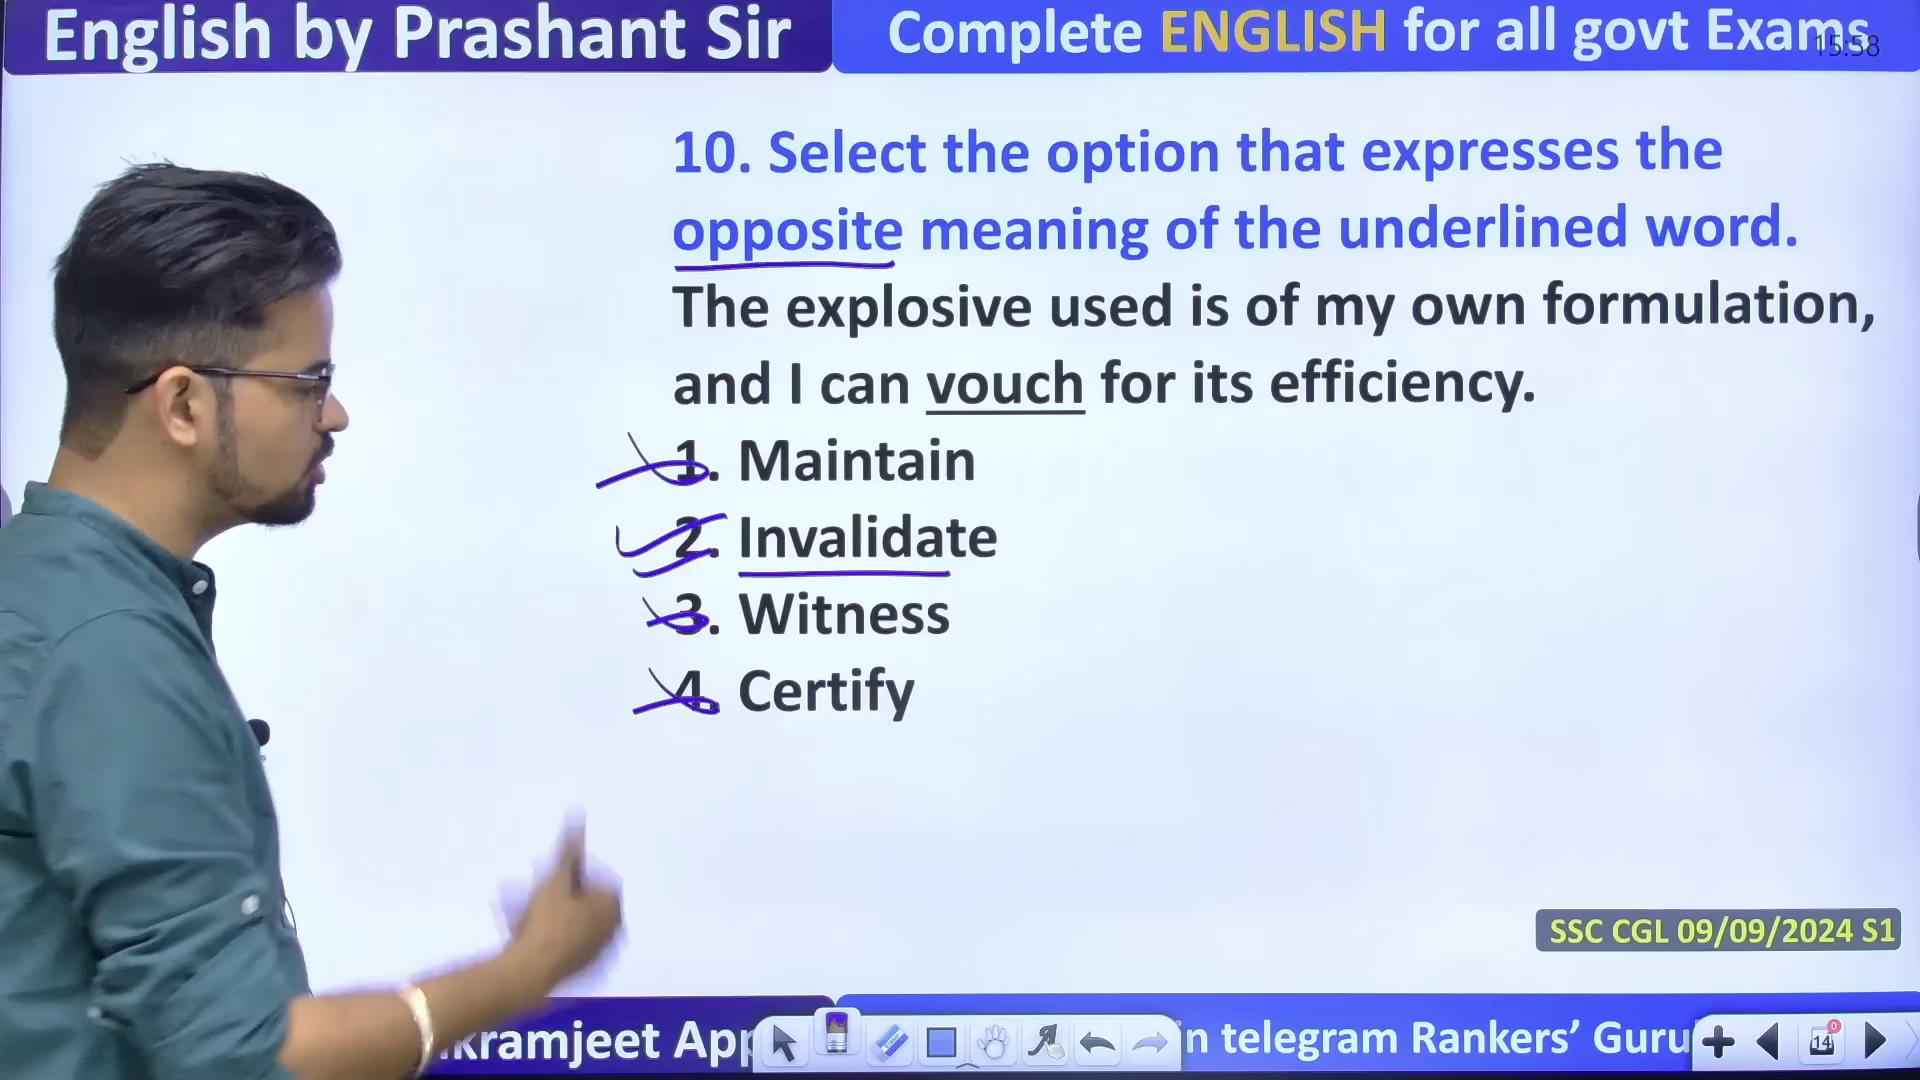 English by Prashant Sir
Complete ENGLISH for all govt Exams
15:58
10. Select the option that expresses the
opposite meaning of the underlined word.
The explosive used is of my own formulation,
and I can vouch for its efficiency.
1. Maintain
2. Invalidate
3. Witness
4. Certify
SSC CGL 09/09/2024 S1
kramjeet App
in telegram Rankers' Guru
14
0